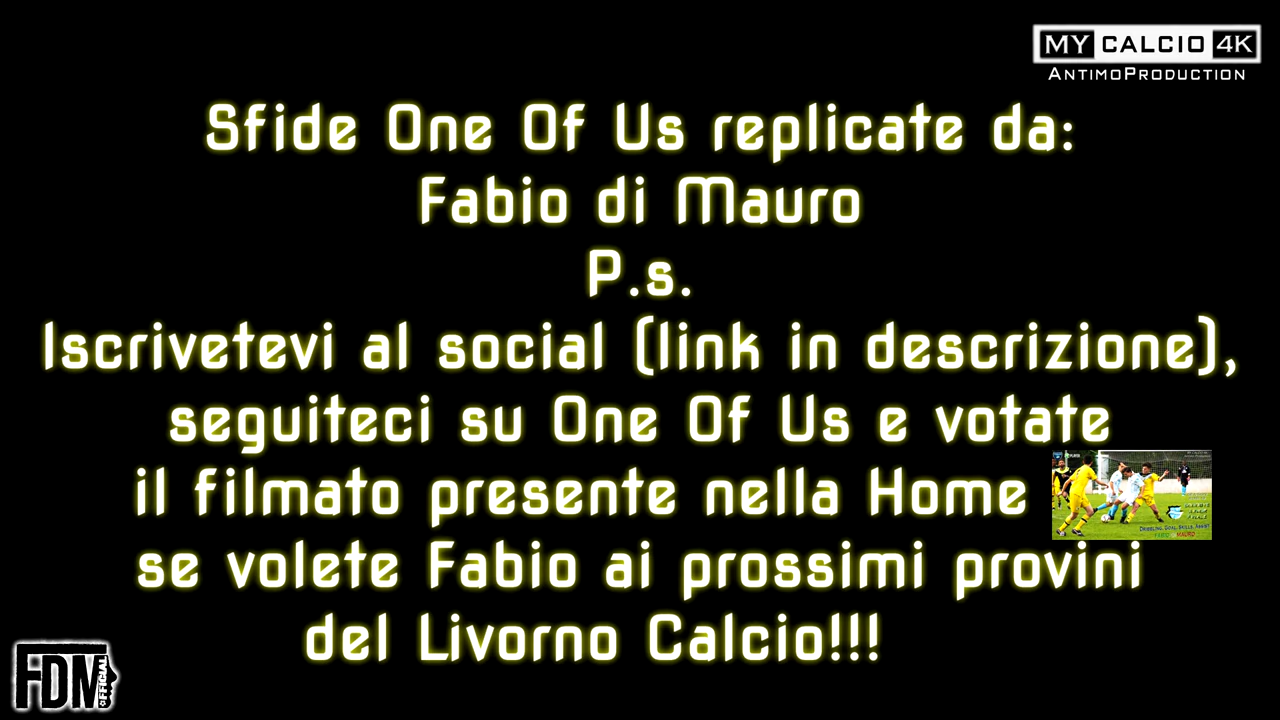 MY CALCIO 4K
AntimoProduction
Sfide One Of Us replicate da:
Fabio di Mauro
P.s.
Iscrivetevi al social (link in descrizione),
seguiteci su One Of Us e votate
il filmato presente nella Home
se volete Fabio ai prossimi provini
del Livorno Calcio!!!
FDM
OFFICIAL